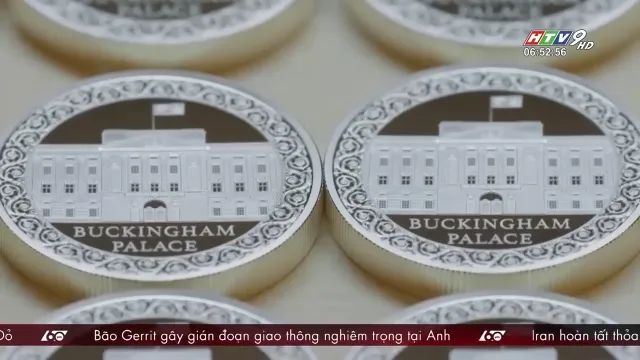 HTV9 HD
06:52:56
BUCKINGHAM
PALACE
BUCKINGHAM
PALACE
Đỏ
Bão Gerrit gây gián đoạn giao thông nghiêm trọng tại Anh
Iran hoàn tất thỏa